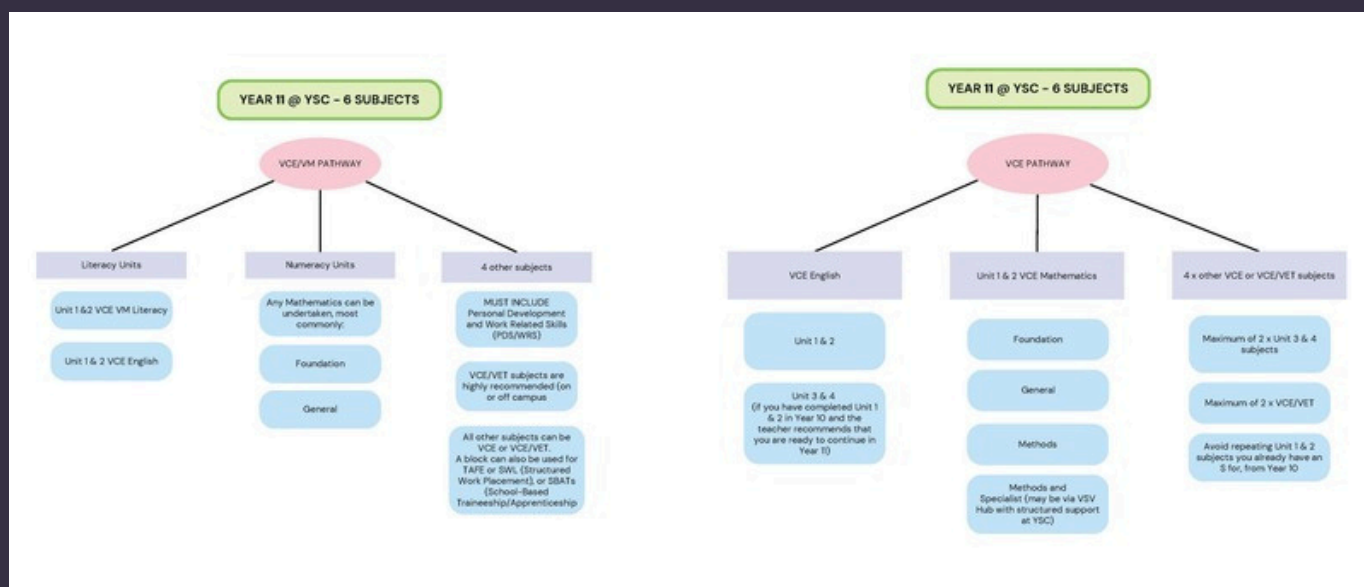 YEAR 11 @ YSC - 6 SUBJECTS
VCE/VM PATHWAY
Literacy Units
Unit 1 &2 VCE VM Literacy
Unit 1 & 2 VCE English
Numeracy Units
Any Mathematics can be
undertaken, most
commonly:
Foundation
General
4 other subjects
MUST INCLUDE
Personal Development
and Work Related Skills
(PDS/WRS)
VCE/VET subjects are
highly recommended (on
or off campus
All other subjects can be
VCE or VCE/VET.
A block can also be used for
TAFE or SWL (Structured
Work Placement), or SBATs
(School-Based
Traineeship/Apprenticeship
YEAR 11 @ YSC - 6 SUBJECTS
VCE PATHWAY
VCE English
Unit 1 & 2
Unit 3 & 4
(if you have completed Unit 1
& 2 in Year 10 and the
teacher recommends that
you are ready to continue in
Year 11)
Unit 1 & 2 VCE Mathematics
Foundation
General
Methods
Methods and
Specialist (may be via VSV
Hub with structured support
at YSC)
4 x other VCE or VCE/VET subjects
Maximum of 2 x Unit 3 & 4
subjects
Maximum of 2 x VCE/VET
Avoid repeating Unit 1 & 2
subjects you already have an
S for, from Year 10